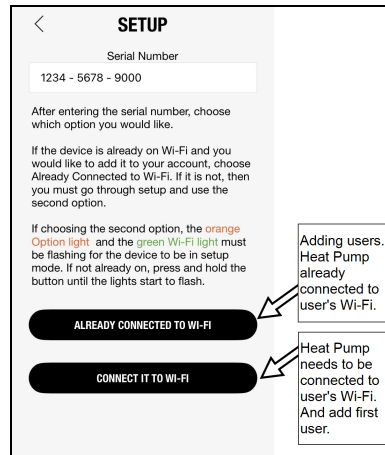 SETUP
Serial Number
1234 - 5678 - 9000
After entering the serial number, choose
which option you would like.
If the device is already on Wi-Fi and you
would like to add it to your account, choose
Already Connected to Wi-Fi. If it is not, then
you must go through setup and use the
second option.
If choosing the second option, the orange
Option light and the green Wi-Fi light must
be flashing for the device to be in setup
mode. If not already on, press and hold the
button until the lights start to flash.
ALREADY CONNECTED TO WI-FI
CONNECT IT TO WI-FI
Adding users.
Heat Pump
already
connected to
user's Wi-Fi.
Heat Pump
needs to be
connected to
user's Wi-Fi.
And add first
user.